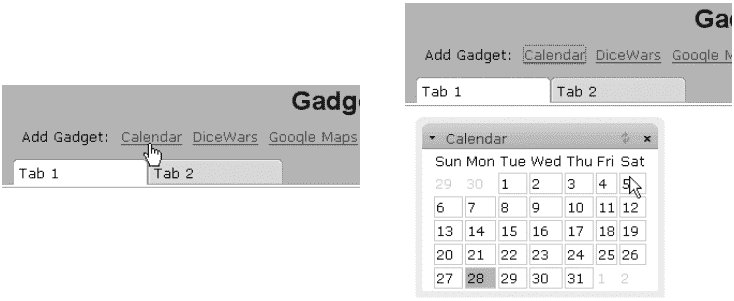 Gadg
Add Gadget: Calendar DiceWars Google Maps
Tab 1 Tab 2
Ga
Add Gadget: Calendar DiceWars Google M
Tab 1 Tab 2
Calendar
Sun Mon Tue Wed Thu Fri Sat
29 30 1 2 3 4 5
6 7 8 9 10 11 12
13 14 15 16 17 18 19
20 21 22 23 24 25 26
27 28 29 30 31 1 2